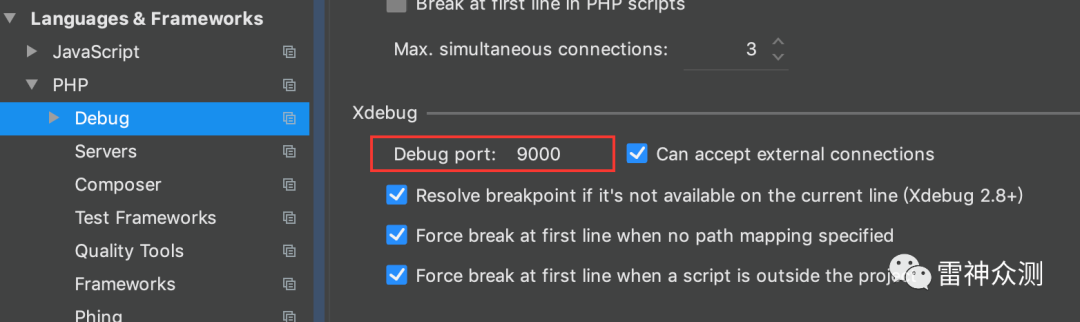 Languages & Frameworks
JavaScript
PHP
Debug
Servers
Composer
Test Frameworks
Quality Tools
Frameworks
Phing
Break at first line in PHP scripts
Max. simultaneous connections: 3
Xdebug
Debug port: 9000 Can accept external connections
Resolve breakpoint if it's not available on the current line (Xdebug 2.8+)
Force break at first line when no path mapping specified
Force break at first line when a script is outside the project
雷神众测